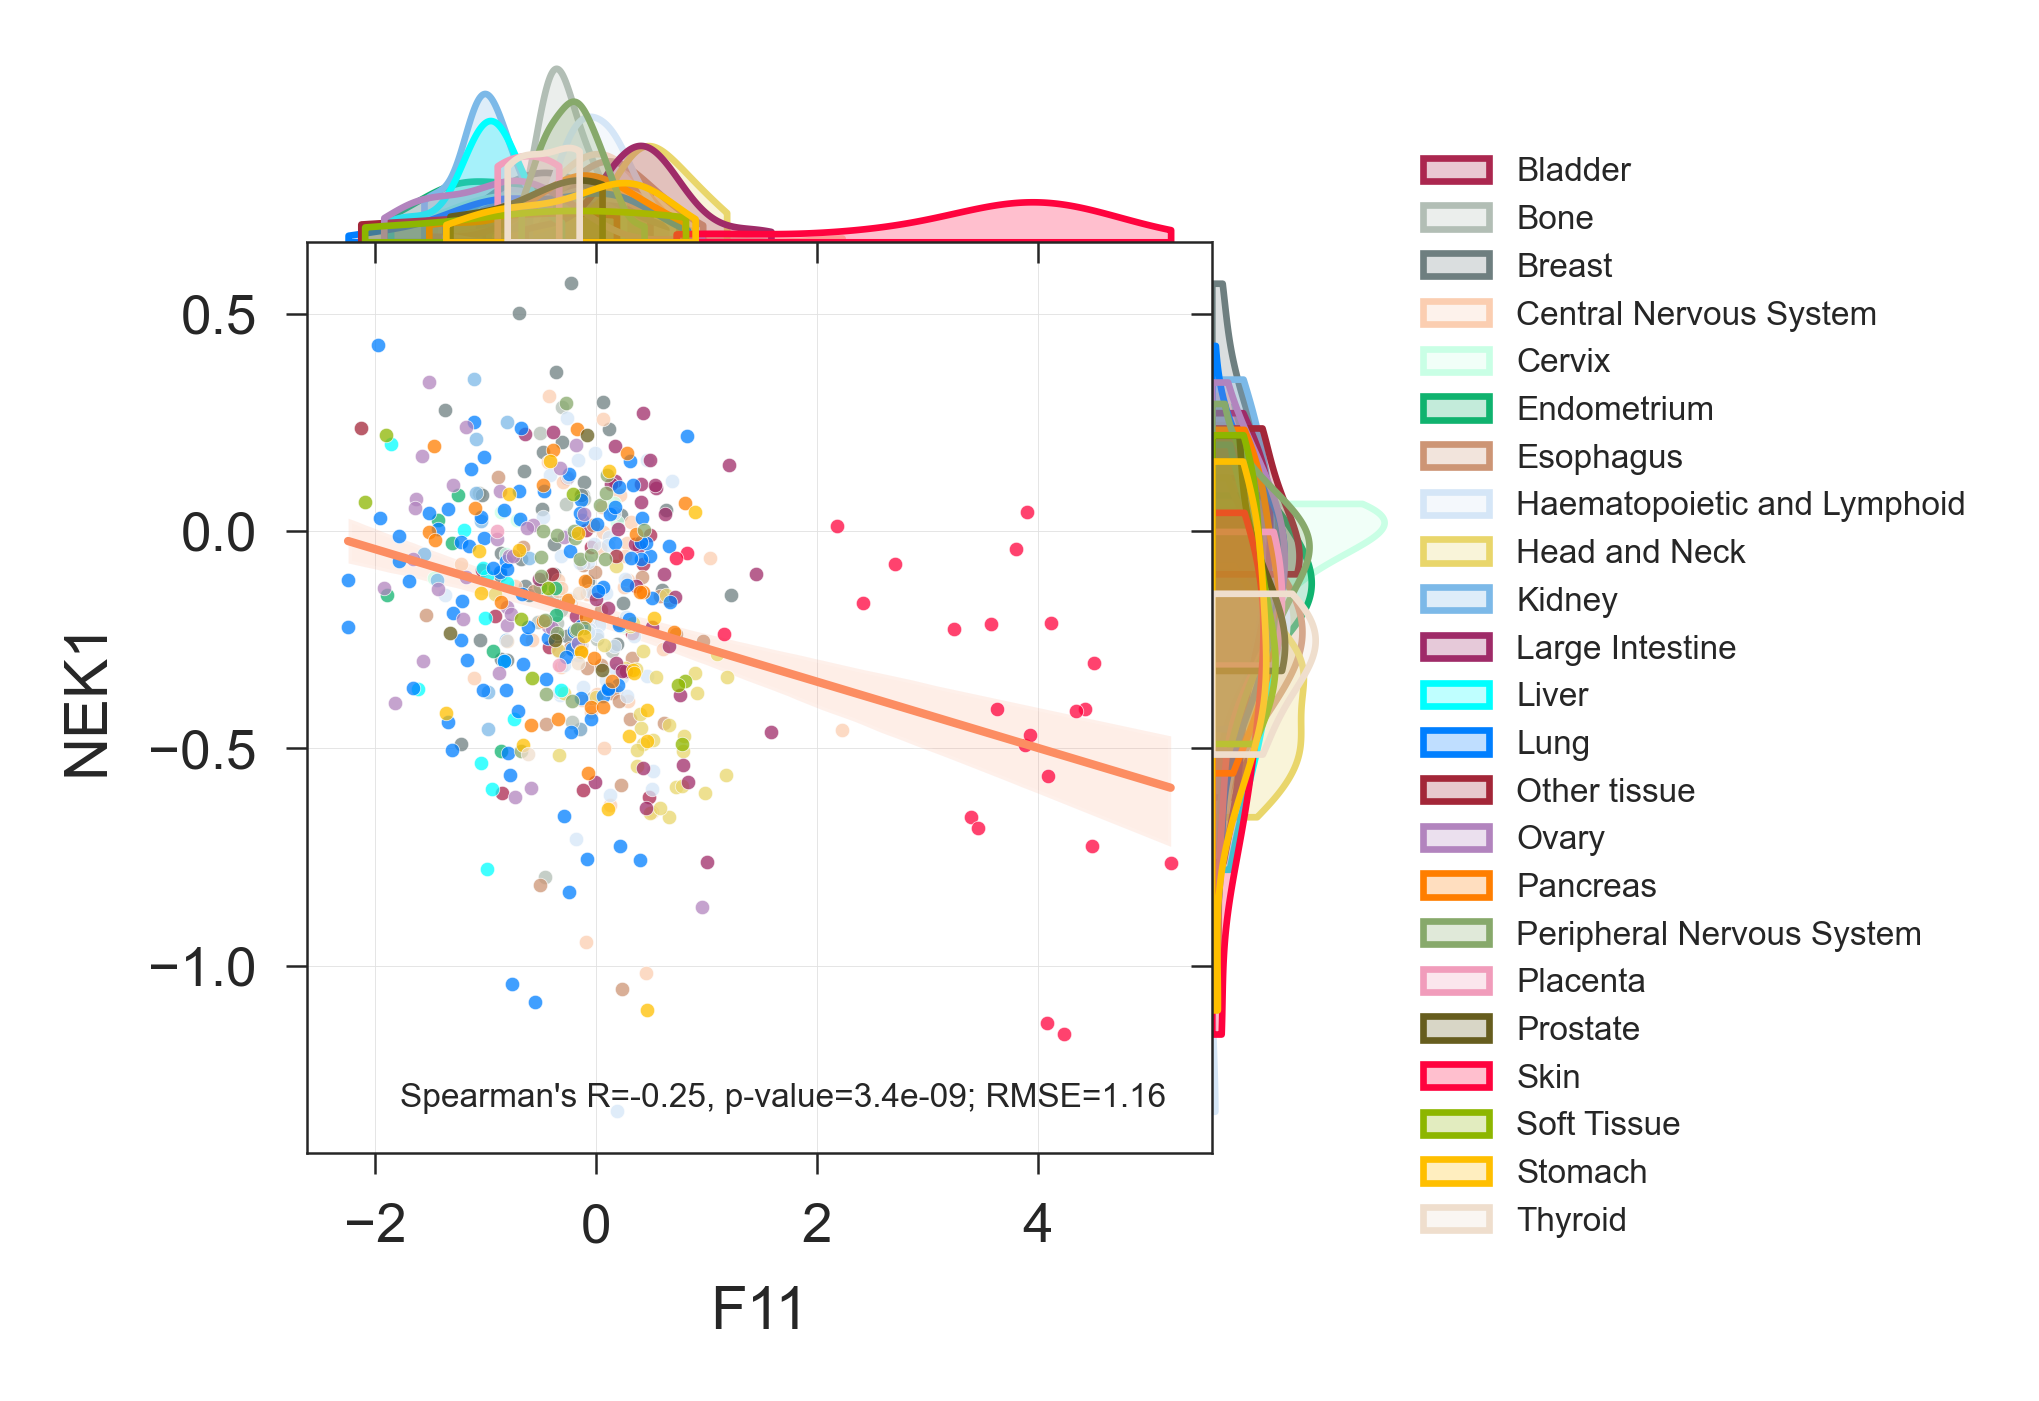 0.5
0.0
−0.5
−1.0
NEK1
Spearman's R=-0.25, p-value=3.4e-09; RMSE=1.16
−2 0 2 4
F11
Bladder
Bone
Breast
Central Nervous System
Cervix
Endometrium
Esophagus
Haematopoietic and Lymphoid
Head and Neck
Kidney
Large Intestine
Liver
Lung
Other tissue
Ovary
Pancreas
Peripheral Nervous System
Placenta
Prostate
Skin
Soft Tissue
Stomach
Thyroid